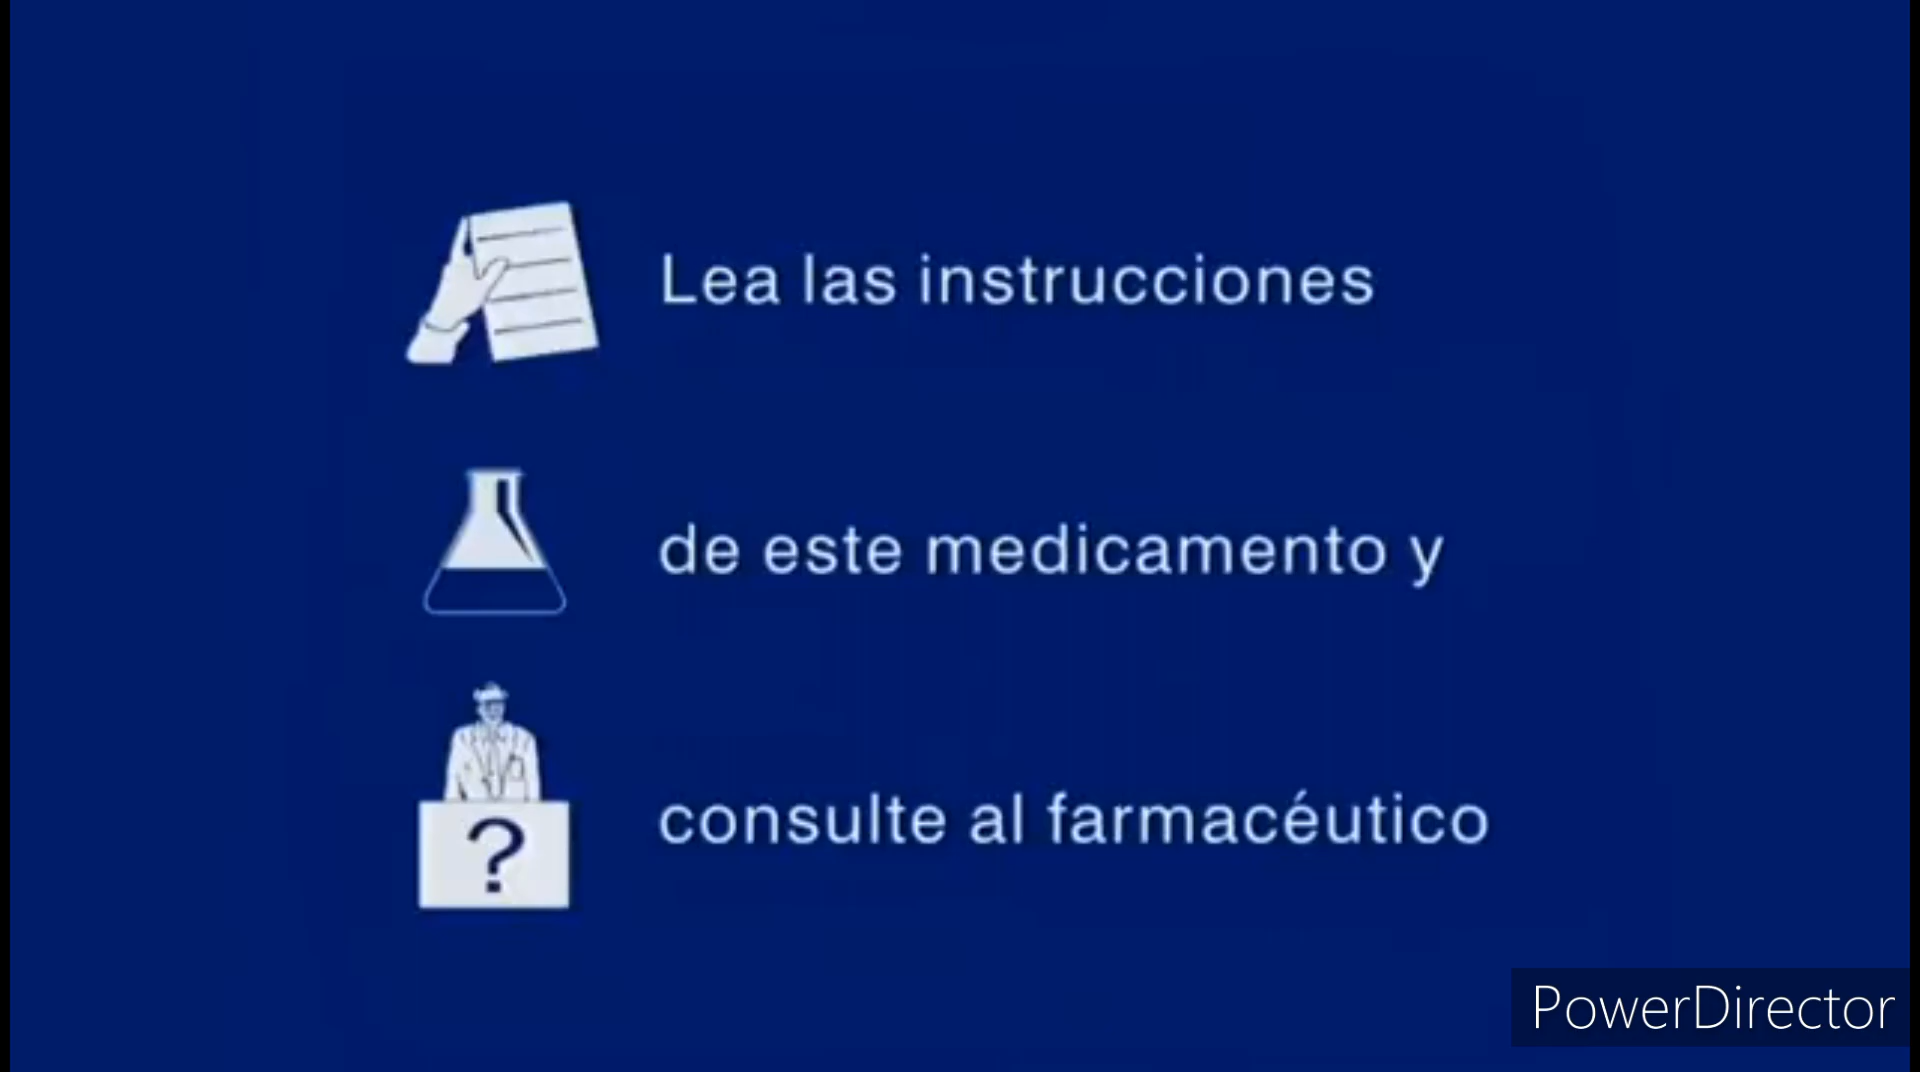 Lea las instrucciones
de este medicamento y
consulte al farmacéutico
?
PowerDirector